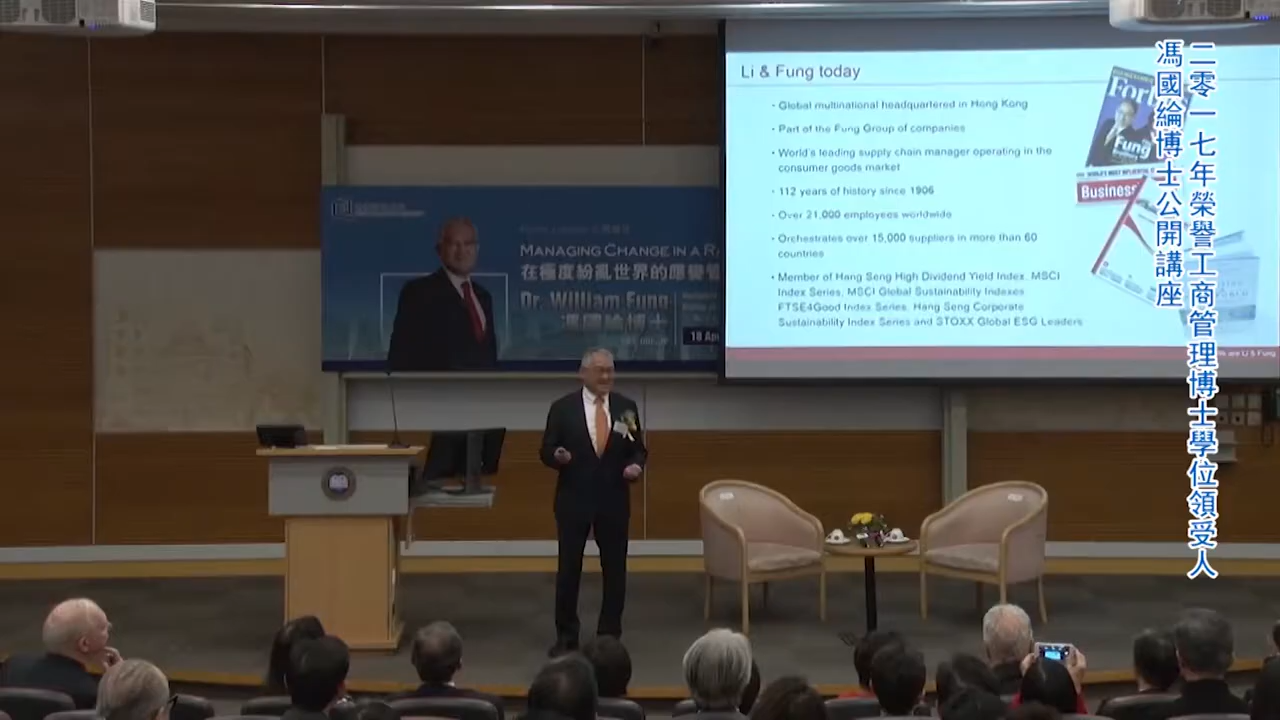 Li & Fung today
• Global multinational headquartered in Hong Kong
• Part of the Fung Group of companies
• World's leading supply chain manager operating in the
consumer goods market
• 112 years of history since 1906
• Over 21,000 employees worldwide
• Orchestrates over 15,000 suppliers in more than 60
countries
• Member of Hang Seng High Dividend Yield Index, MSCI
Index Series, MSCI Global Sustainability Indexes
FTSE4Good Index Series, Hang Seng Corporate
Sustainability Index Series and STOXX Global ESG Leaders
Fung
Business
We are Li & Fung
MANAGING CHANGE IN A RA
在極度紛亂世界的應變管
Dr. William Fung
馮國綸博士
18 Ap
二零一七年榮譽工商管理博士學位領受人
馮國綸博士公開講座